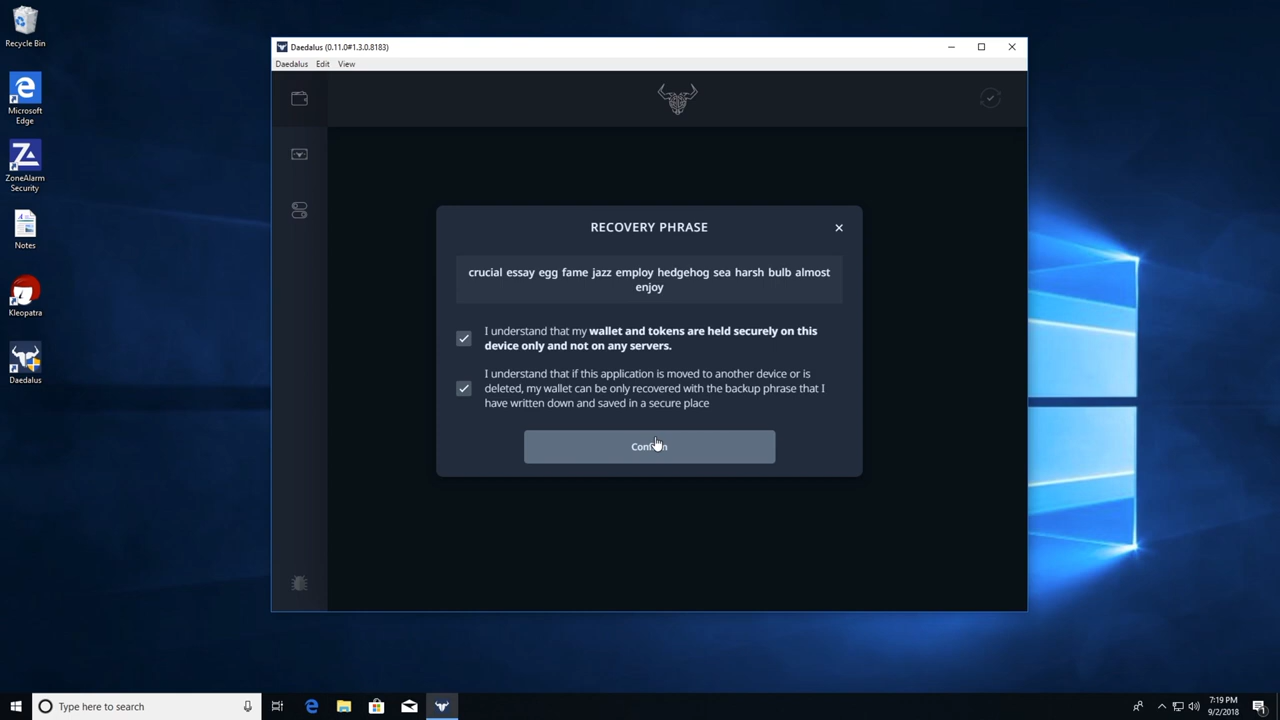 Recycle Bin
Microsoft
Edge
ZoneAlarm
Security
Notes
Kleopatra
Daedalus
Daedalus (0.11.0#1.3.0.8183)
Daedalus Edit View
RECOVERY PHRASE
crucial essay egg fame jazz employ hedgehog sea harsh bulb almost
enjoy
I understand that my wallet and tokens are held securely on this
device only and not on any servers.
I understand that if this application is moved to another device or is
deleted, my wallet can be only recovered with the backup phrase that I
have written down and saved in a secure place
Confirm
Type here to search
7:19 PM
9/2/2018
1